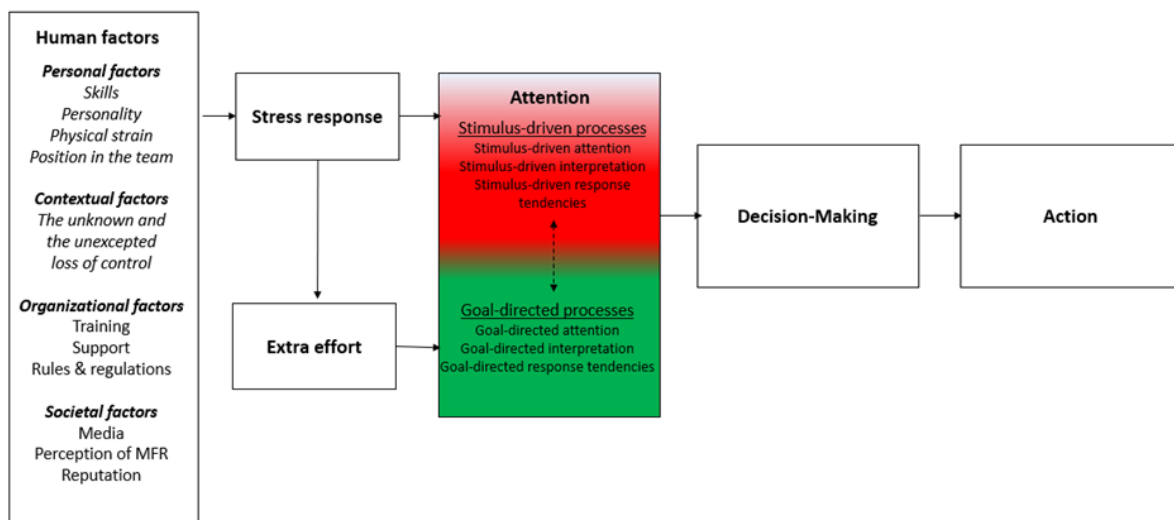 Human factors
Personal factors
Skills
Personality
Physical strain
Position in the team
Contextual factors
The unknown and
the unexcepted
loss of control
Organizational factors
Training
Support
Rules & regulations
Societal factors
Media
Perception of MFR
Reputation
Stress response
Extra effort
Attention
Stimulus-driven processes
Stimulus-driven attention
Stimulus-driven interpretation
Stimulus-driven response
tendencies
Goal-directed processes
Goal-directed attention
Goal-directed interpretation
Goal-directed response tendencies
Decision-Making
Action